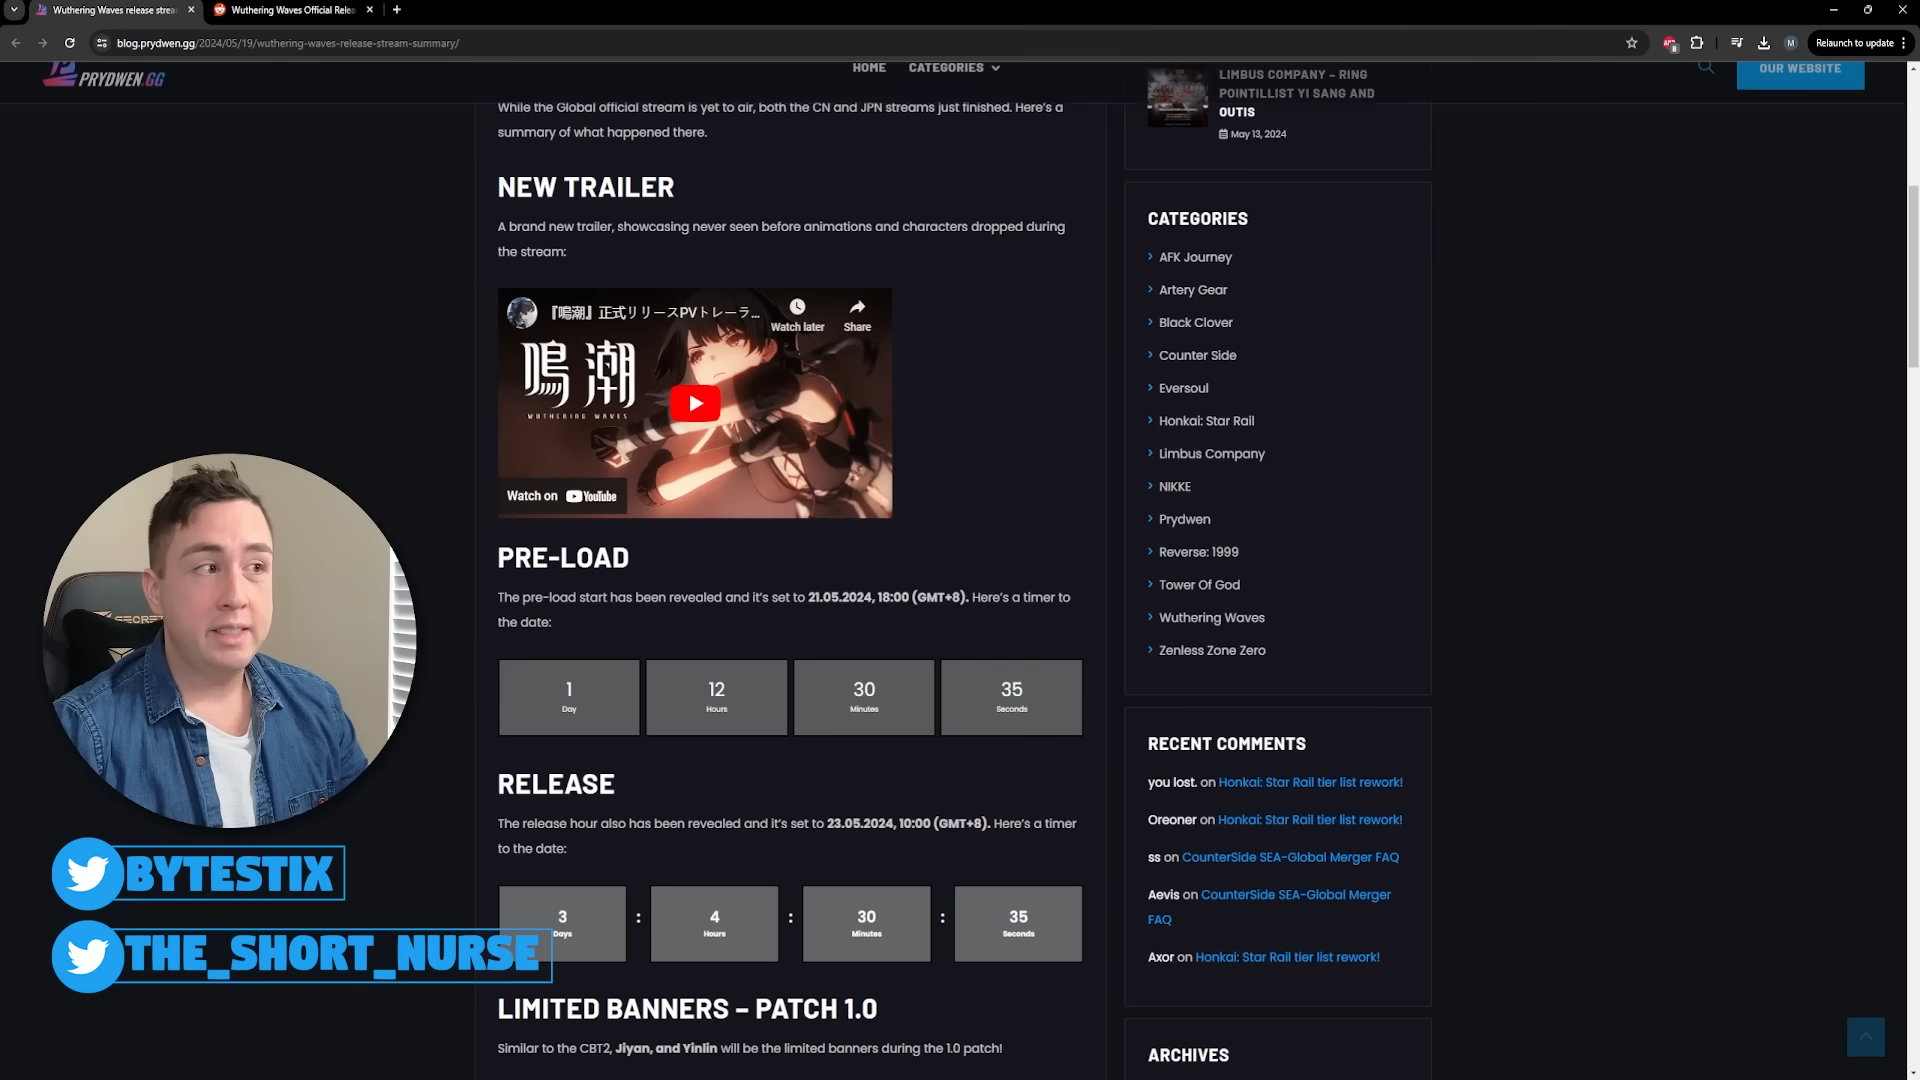 Wuthering Waves release strea
Wuthering Waves Official Relea
blog.prydwen.gg/2024/05/19/wuthering-waves-release-stream-summary/
Relaunch to update
PRYDWEN.GG
HOME
CATEGORIES
OUR WEBSITE
While the Global official stream is yet to air, both the CN and JPN streams just finished. Here's a
summary of what happened there.
NEW TRAILER
A brand new trailer, showcasing never seen before animations and characters dropped during
the stream:
『鳴潮』正式リリースPVトレーラ...
Watch later
Share
鳴潮
WUTHERING WAVES
Watch on YouTube
PRE-LOAD
The pre-load start has been revealed and it's set to 21.05.2024, 18:00 (GMT+8). Here's a timer to
the date:
1
12
30
35
Day
Hours
Minutes
Seconds
RELEASE
The release hour also has been revealed and it's set to 23.05.2024, 10:00 (GMT+8). Here's a timer
to the date:
3 : 4 : 30 : 35
Days
Hours
Minutes
Seconds
LIMITED BANNERS – PATCH 1.0
Similar to the CBT2, Jiyan, and Yinlin will be the limited banners during the 1.0 patch!
LIMBUS COMPANY – RING
POINTILLIST YI SANG AND
OUTIS
May 13, 2024
CATEGORIES
AFK Journey
Artery Gear
Black Clover
Counter Side
Eversoul
Honkai: Star Rail
Limbus Company
NIKKE
Prydwen
Reverse: 1999
Tower Of God
Wuthering Waves
Zenless Zone Zero
RECENT COMMENTS
you lost. on Honkai: Star Rail tier list rework!
Oreoner on Honkai: Star Rail tier list rework!
ss on CounterSide SEA-Global Merger FAQ
Aevis on CounterSide SEA-Global Merger
FAQ
Axor on Honkai: Star Rail tier list rework!
ARCHIVES
BYTESTIX
THE_SHORT_NURSE